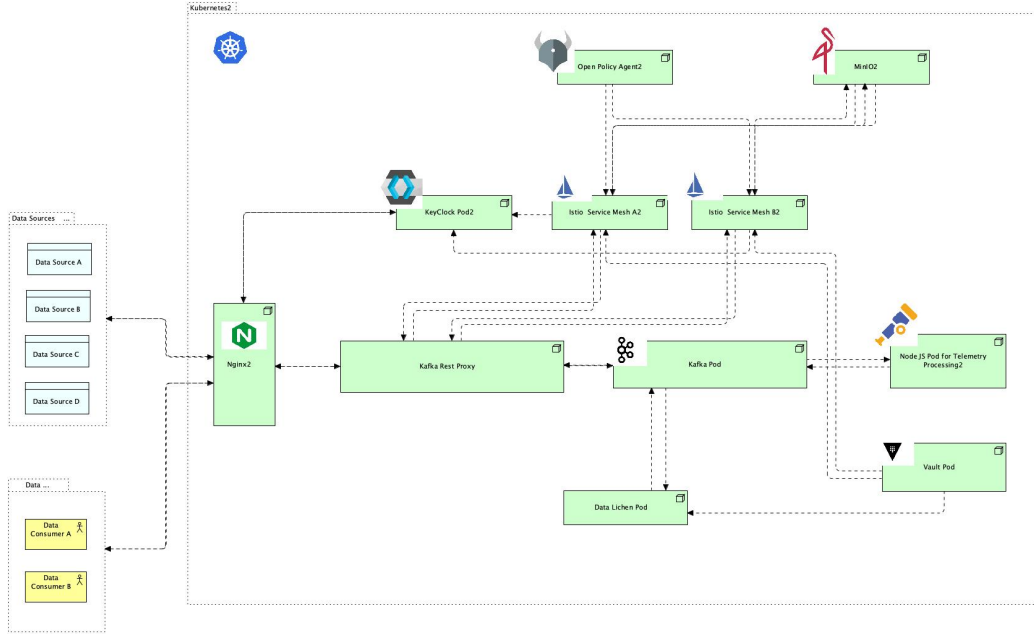 Kubernetes2
Open Policy Agent2
MinIO2
KeyClock Pod2
Istio Service Mesh A2
Istio Service Mesh B2
Data Sources ...
Data Source A
Data Source B
Data Source C
Data Source D
Nginx2
Kafka Rest Proxy
Kafka Pod
Node JS Pod for Telemetry
Processing2
Vault Pod
Data Lichen Pod
Data ...
Data
Consumer A
Data
Consumer B